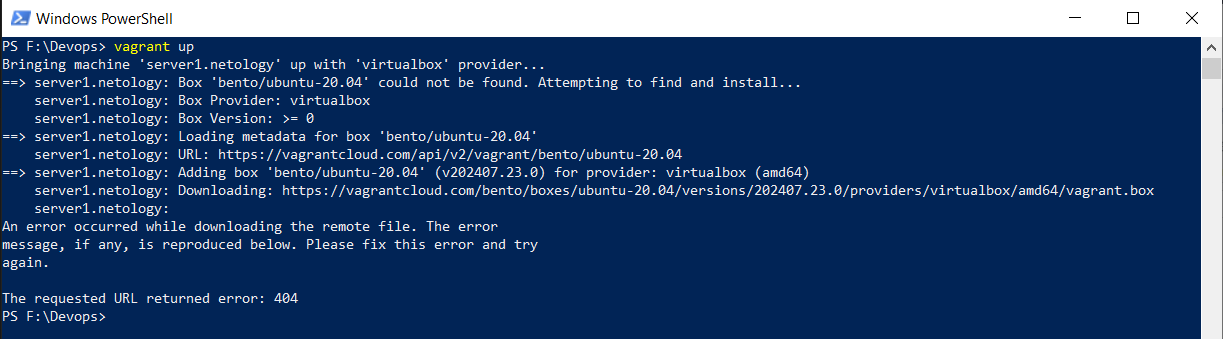 Windows PowerShell
PS F:\Devops> vagrant up
Bringing machine 'server1.netology' up with 'virtualbox' provider...
==> server1.netology: Box 'bento/ubuntu-20.04' could not be found. Attempting to find and install...
    server1.netology: Box Provider: virtualbox
    server1.netology: Box Version: >= 0
==> server1.netology: Loading metadata for box 'bento/ubuntu-20.04'
    server1.netology: URL: https://vagrantcloud.com/api/v2/vagrant/bento/ubuntu-20.04
==> server1.netology: Adding box 'bento/ubuntu-20.04' (v202407.23.0) for provider: virtualbox (amd64)
    server1.netology: Downloading: https://vagrantcloud.com/bento/boxes/ubuntu-20.04/versions/202407.23.0/providers/virtualbox/amd64/vagrant.box
    server1.netology:
An error occurred while downloading the remote file. The error
message, if any, is reproduced below. Please fix this error and try
again.

The requested URL returned error: 404
PS F:\Devops>